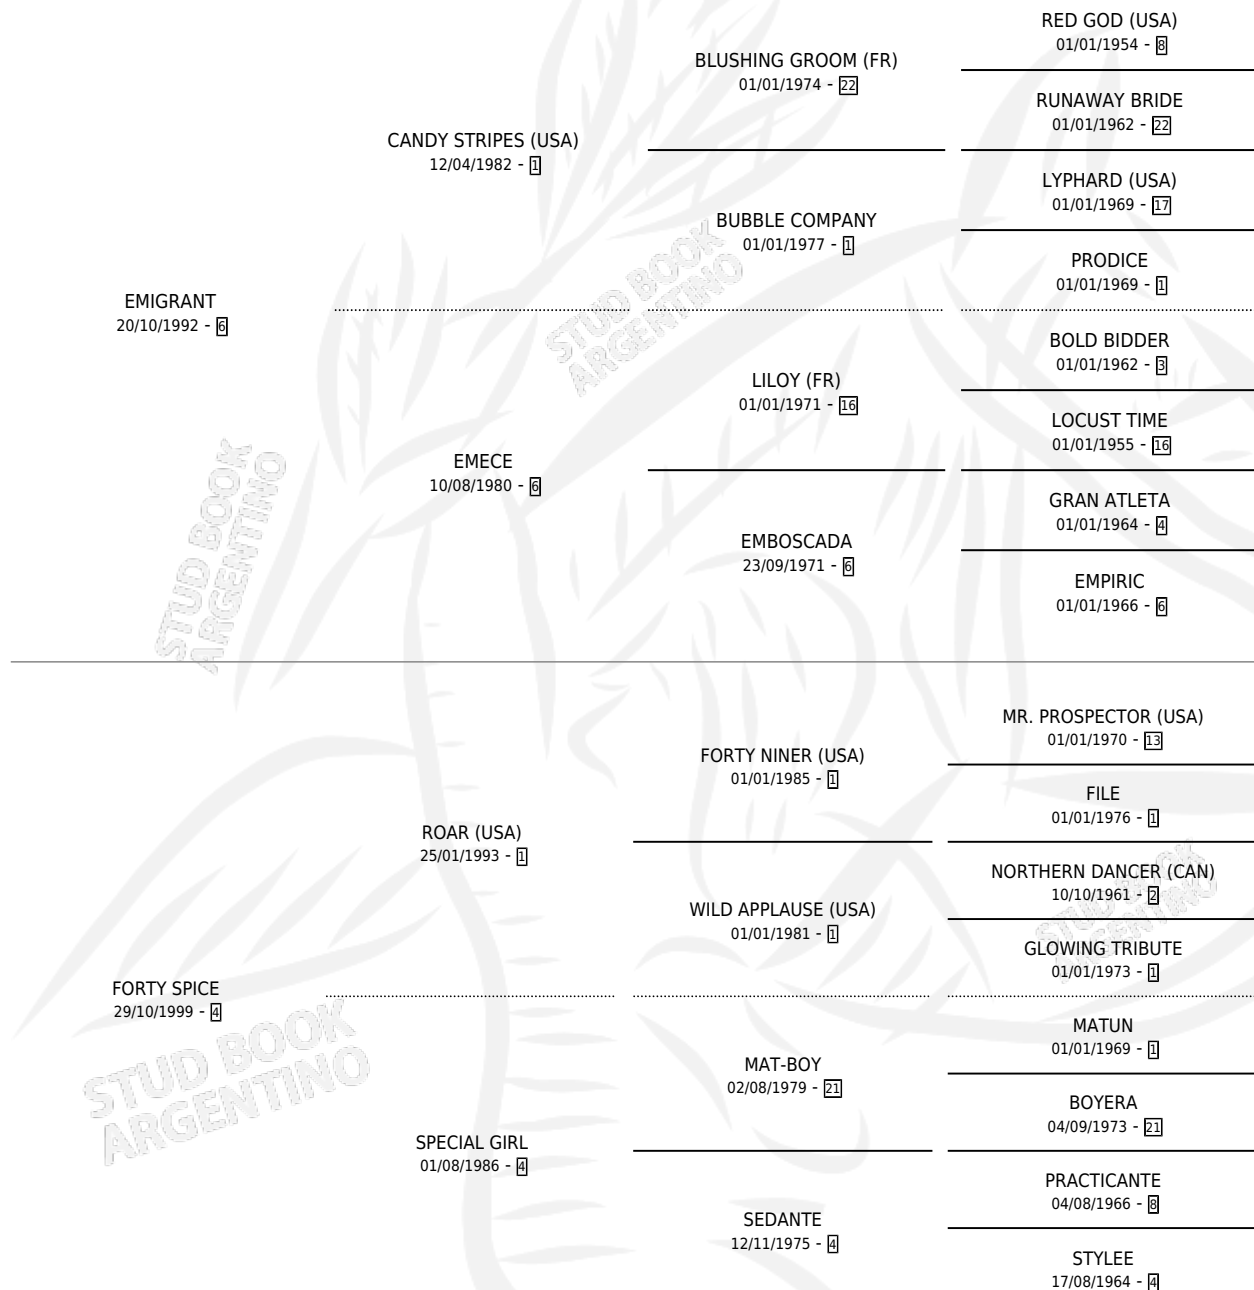 RED GOD (USA)
01/01/1954 - 8
BLUSHING GROOM (FR)
01/01/1974 - 22
RUNAWAY BRIDE
01/01/1962 - 22
CANDY STRIPES (USA)
12/04/1982 - 1
LYPHARD (USA)
01/01/1969 - 17
BUBBLE COMPANY
01/01/1977 - 1
PRODICE
01/01/1969 - 1
EMIGRANT
20/10/1992 - 6
STUD BOOK
ARGENTINO
BOLD BIDDER
01/01/1962 - 3
LILOY (FR)
01/01/1971 - 16
LOCUST TIME
01/01/1955 - 16
EMECE
10/08/1980 - 6
GRAN ATLETA
01/01/1964 - 4
EMBOSCADA
23/09/1971 - 6
EMPIRIC
01/01/1966 - 6
STUD BOOK
ARGENTINO
MR. PROSPECTOR (USA)
01/01/1970 - 13
FORTY NINER (USA)
01/01/1985 - 1
FILE
01/01/1976 - 1
ROAR (USA)
25/01/1993 - 1
NORTHERN DANCER (CAN)
10/10/1961 - 2
STUD BOOK
ARGENTINO
WILD APPLAUSE (USA)
01/01/1981 - 1
GLOWING TRIBUTE
01/01/1973 - 1
FORTY SPICE
29/10/1999 - 4
STUD BOOK
ARGENTINO
MATUN
01/01/1969 - 1
MAT-BOY
02/08/1979 - 21
BOYERA
04/09/1973 - 21
SPECIAL GIRL
01/08/1986 - 4
PRACTICANTE
04/08/1966 - 8
SEDANTE
12/11/1975 - 4
STYLEE
17/08/1964 - 4